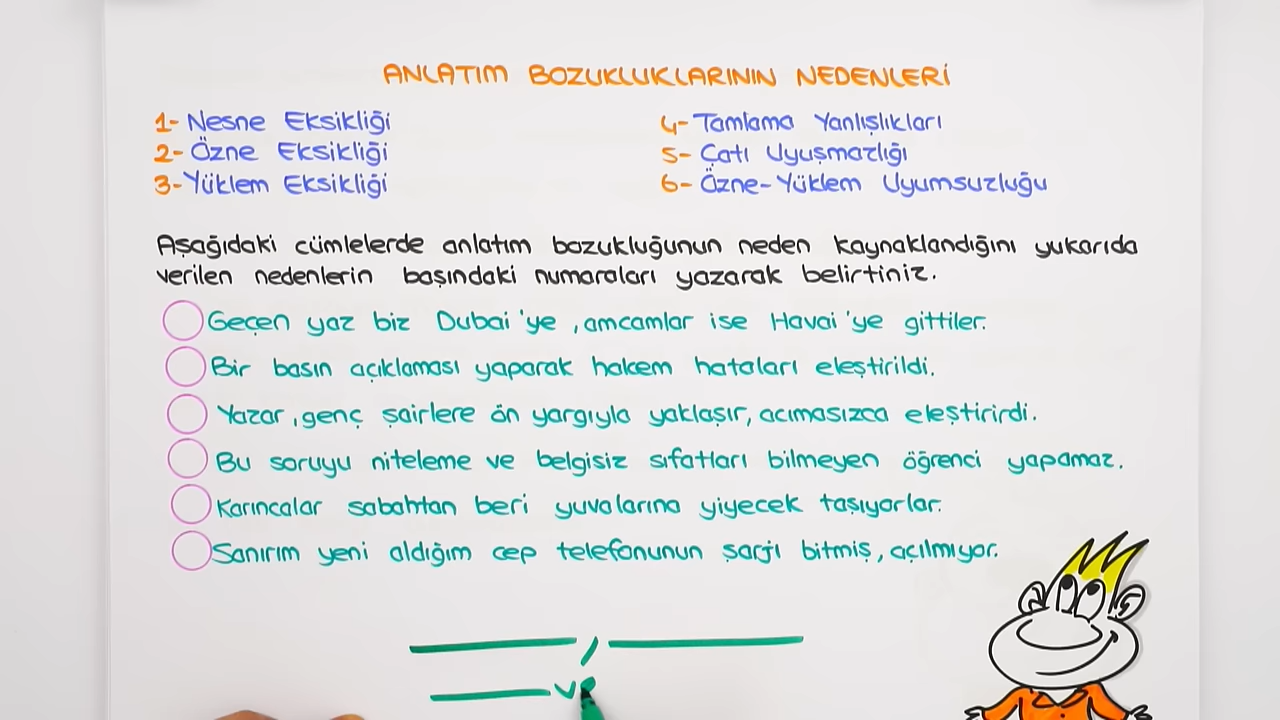 ANLATIM BOZUKLUKLARININ NEDENLERİ
1- Nesne Eksikliği
2- Özne Eksikliği
3- Yüklem Eksikliği
4- Tamlama Yanlışlıkları
5- Çatı Uyuşmazlığı
6- Özne-Yüklem Uyumsuzluğu
Aşağıdaki cümlelerde anlatım bozukluğunun neden kaynaklandığını yukarıda
verilen nedenlerin başındaki numaraları yazarak belirtiniz.
Geçen yaz biz Dubai'ye, amcamlar ise Havai'ye gittiler.
Bir basın açıklaması yaparak hakem hataları eleştirildi.
Yazar, genç şairlere ön yargıyla yaklaşır, acımasızca eleştirirdi.
Bu soruyu niteleme ve belgisiz sıfatları bilmeyen öğrenci yapamaz.
Karıncalar sabahtan beri yuvalarına yiyecek taşıyorlar.
Sanırım yeni aldığım cep telefonunun şarjı bitmiş, açılmıyor.
ve